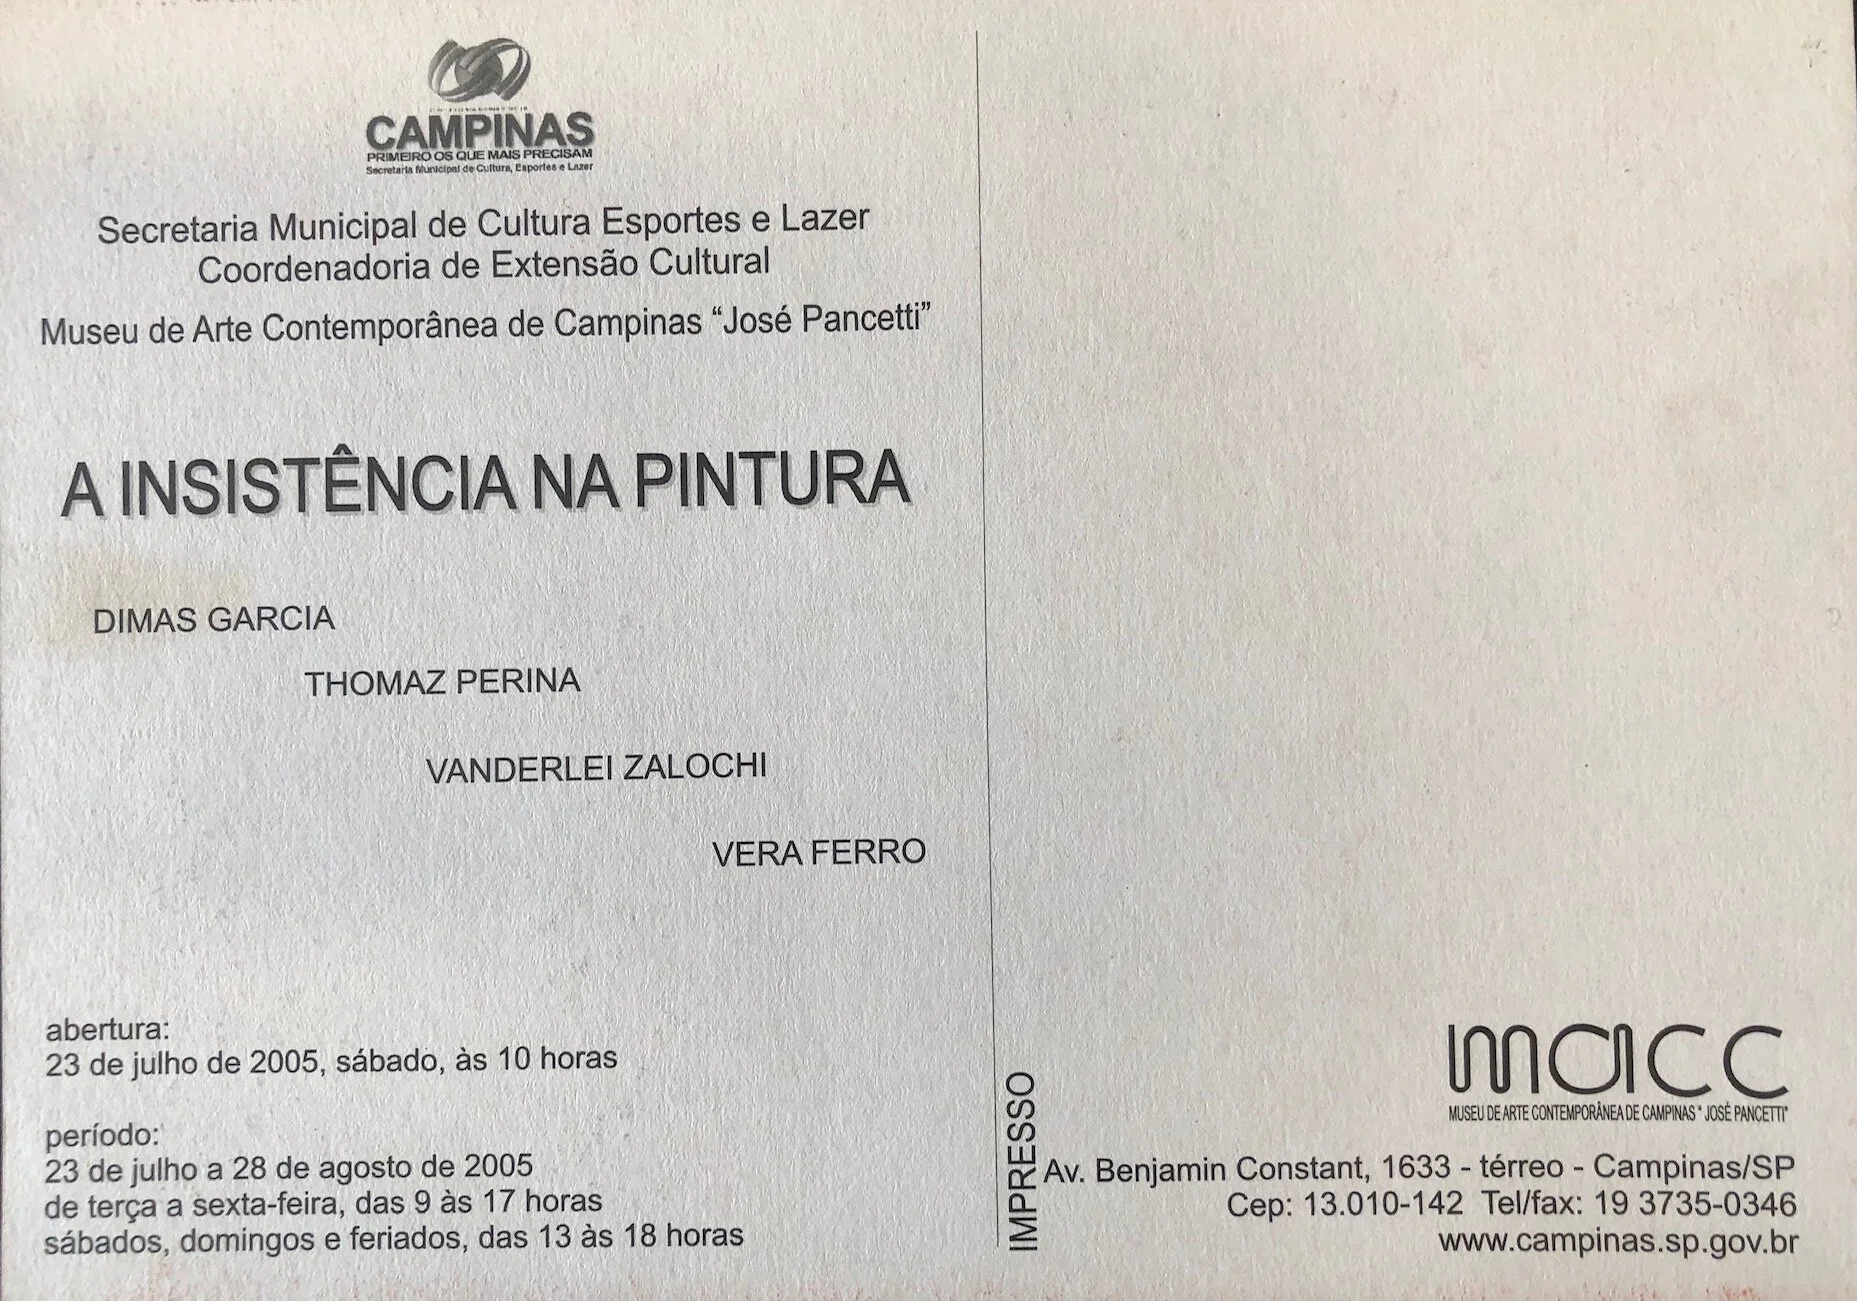 CAMPINAS
PRIMEIRO OS QUE MAIS PRECISAM
Secretaria Municipal de Cultura, Esportes e Lazer
Secretaria Municipal de Cultura Esportes e Lazer
Coordenadoria de Extensão Cultural
Museu de Arte Contemporânea de Campinas “José Pancetti”
A INSISTÊNCIA NA PINTURA
DIMAS GARCIA
THOMAZ PERINA
VANDERLEI ZALOCHI
VERA FERRO
abertura:
23 de julho de 2005, sábado, às 10 horas
período:
23 de julho a 28 de agosto de 2005
de terça a sexta-feira, das 9 às 17 horas
sábados, domingos e feriados, das 13 às 18 horas
IMPRESSO
macc
MUSEU DE ARTE CONTEMPORÂNEA DE CAMPINAS " JOSÉ PANCETTI"
Av. Benjamin Constant, 1633 - térreo - Campinas/SP
Cep: 13.010-142 Tel/fax: 19 3735-0346
www.campinas.sp.gov.br